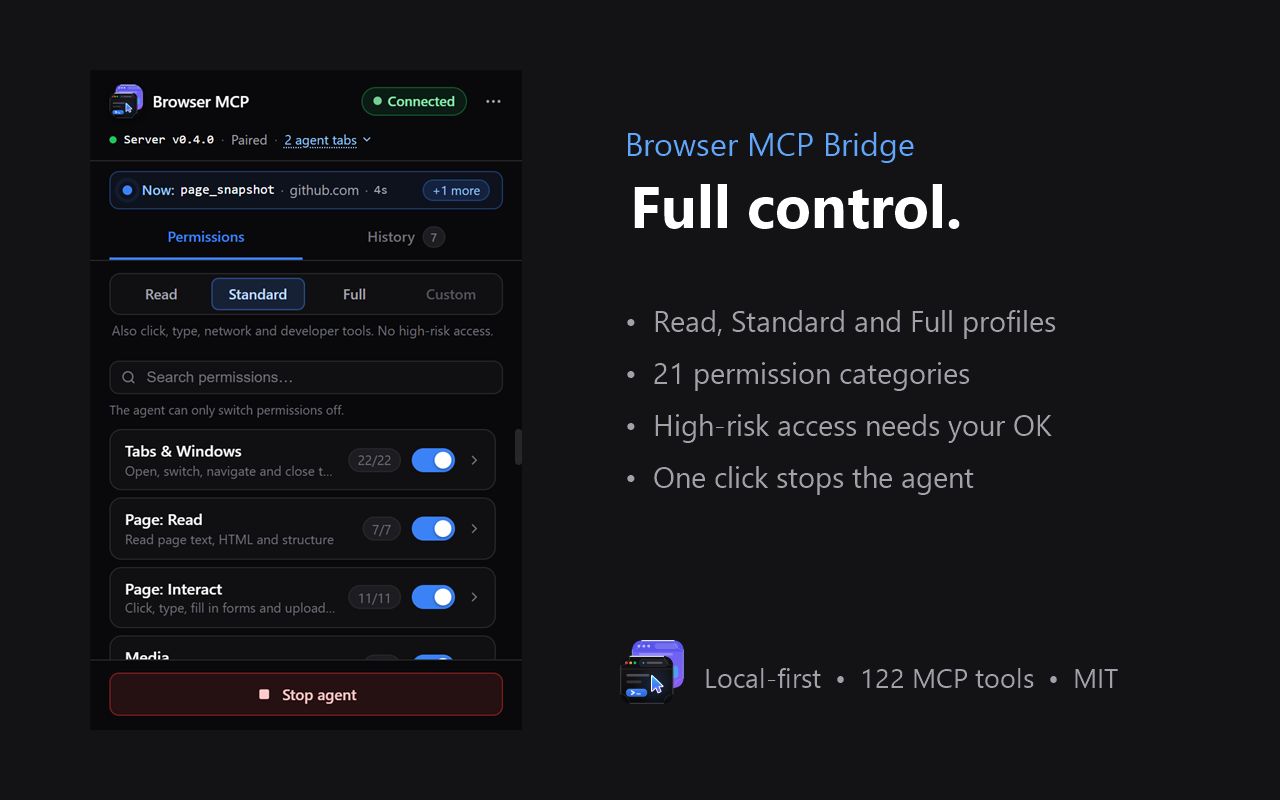 Browser MCP
Connected
Server v0.4.0 · Paired · 2 agent tabs
Now: page_snapshot · github.com · 4s
+1 more
Permissions
History 7
Read
Standard
Full
Custom
Also click, type, network and developer tools. No high-risk access.
Search permissions…
The agent can only switch permissions off.
Tabs & Windows
Open, switch, navigate and close t…
22/22
Page: Read
Read page text, HTML and structure
7/7
Page: Interact
Click, type, fill in forms and upload…
11/11
Media
Stop agent
Browser MCP Bridge
Full control.
• Read, Standard and Full profiles
• 21 permission categories
• High-risk access needs your OK
• One click stops the agent
Local-first • 122 MCP tools • MIT